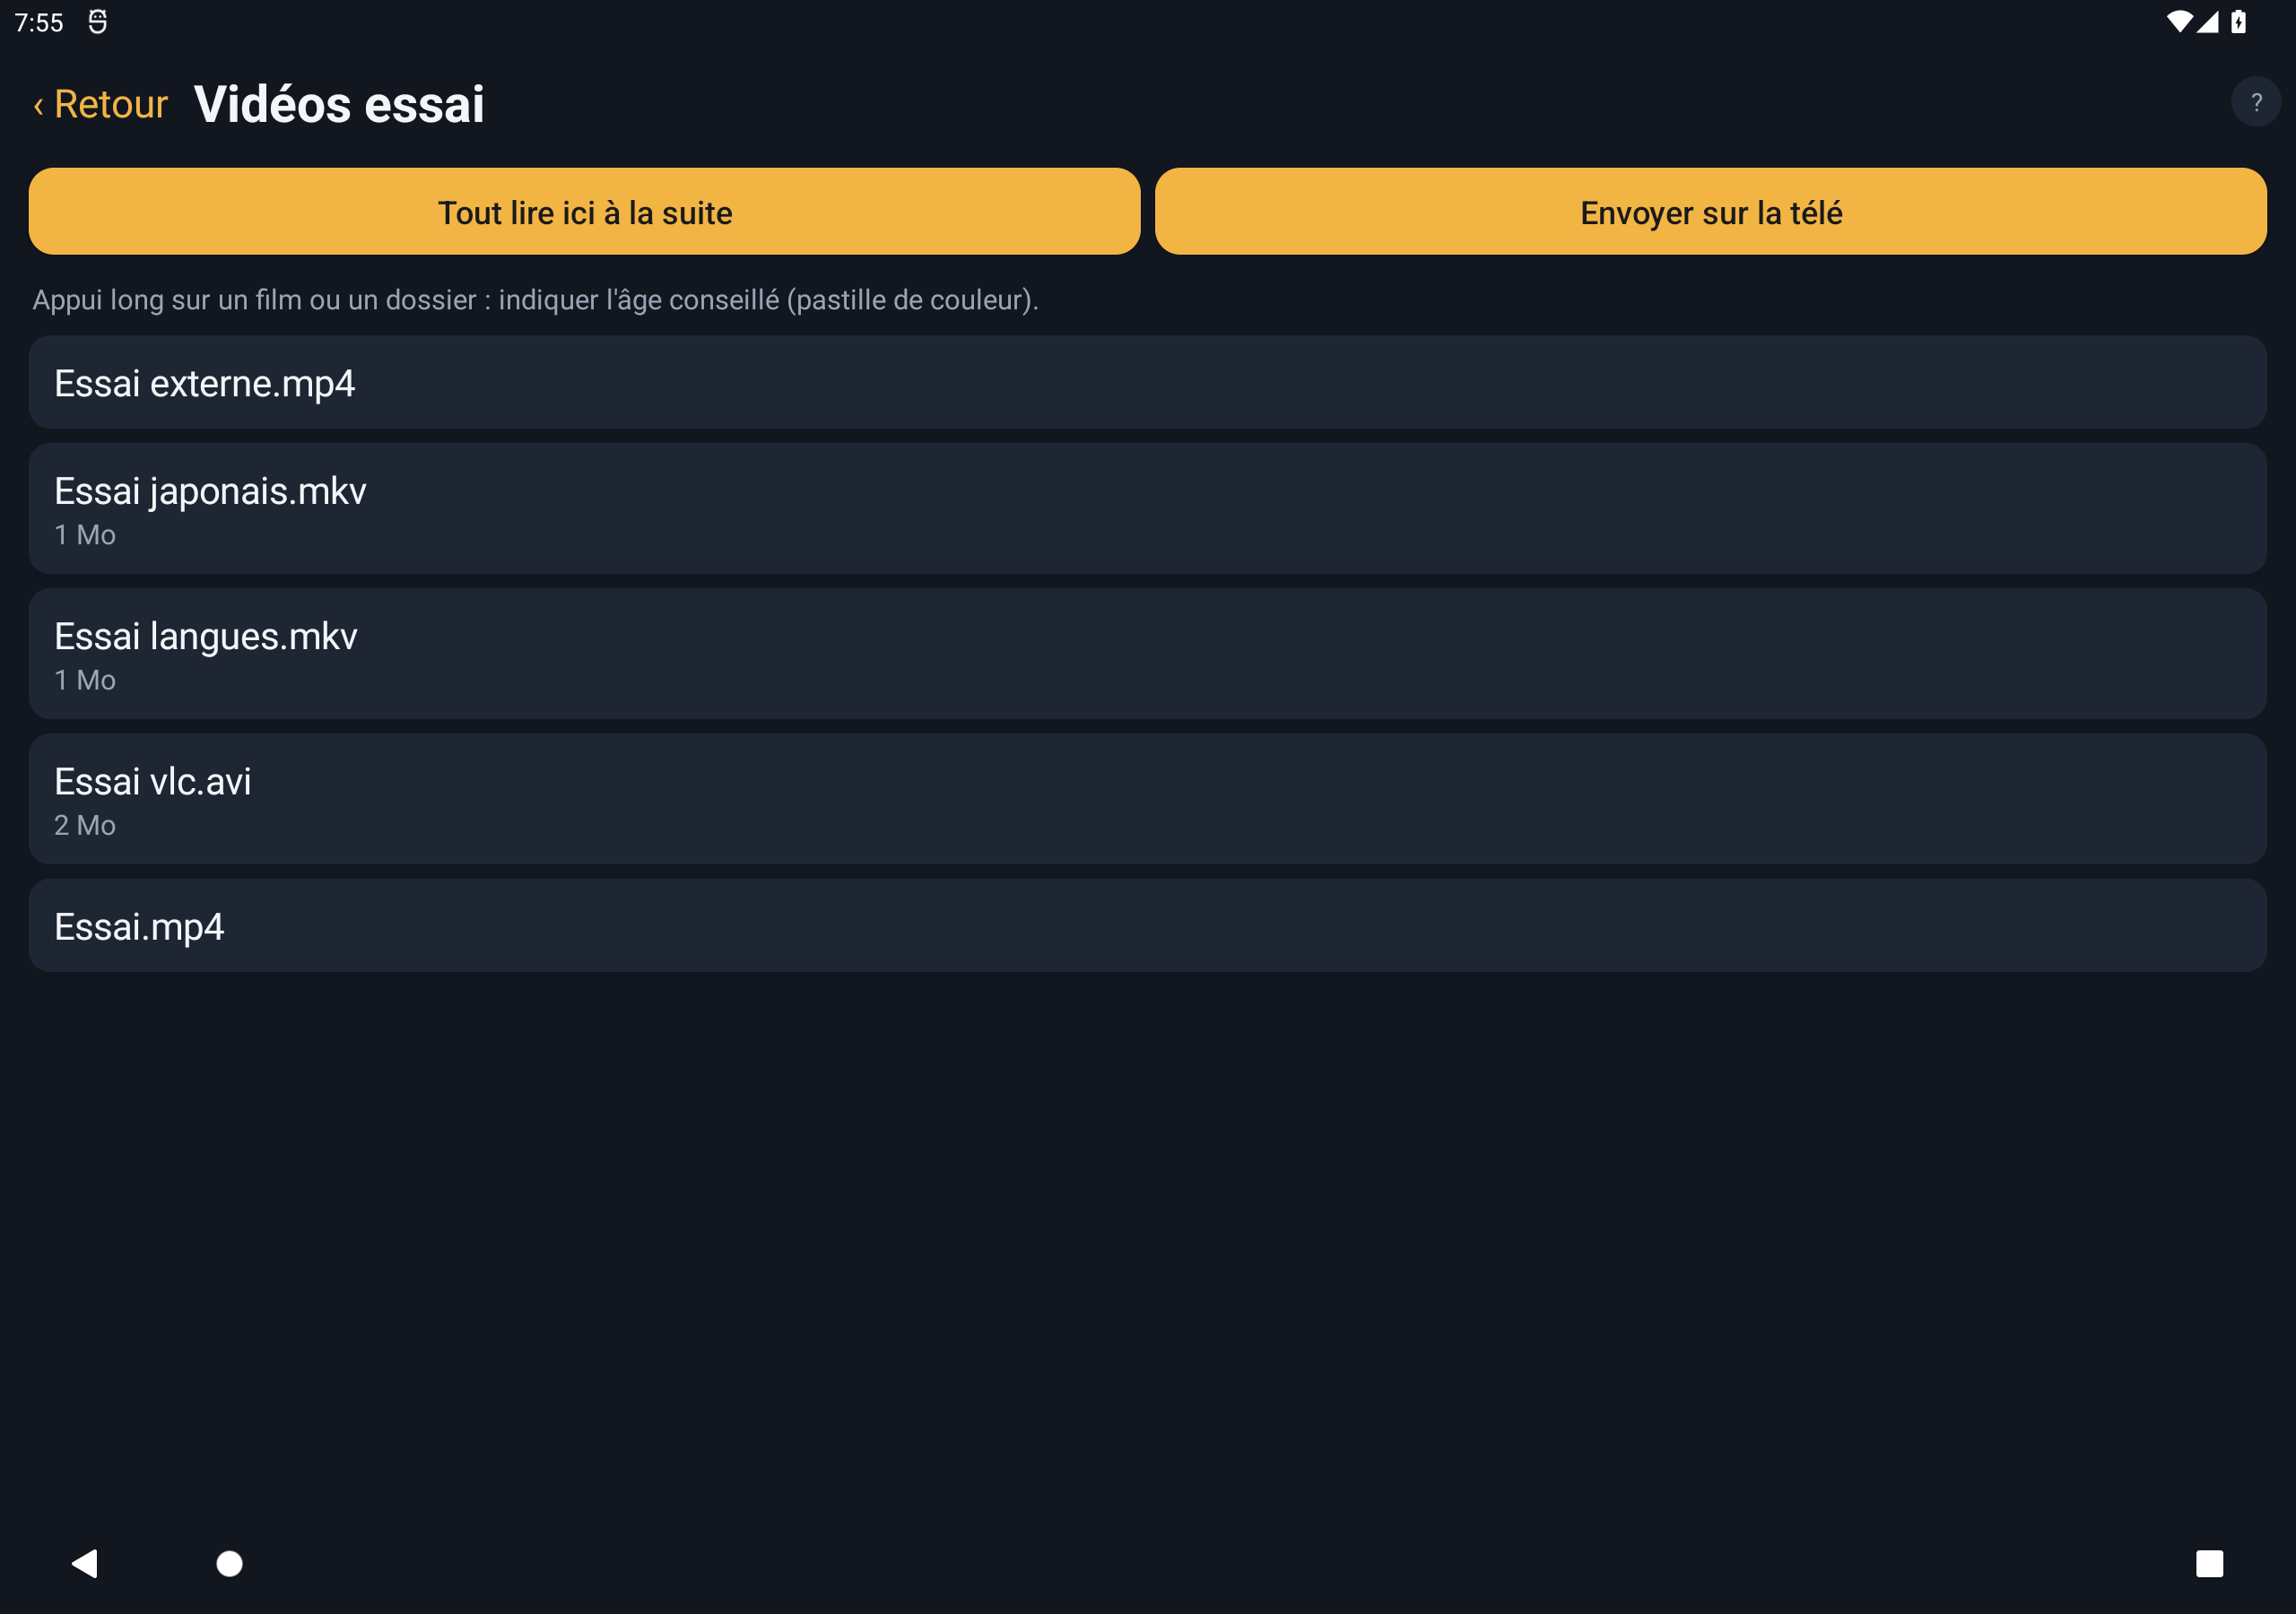 7:55
‹ Retour Vidéos essai
?
Tout lire ici à la suite
Envoyer sur la télé
Appui long sur un film ou un dossier : indiquer l'âge conseillé (pastille de couleur).
Essai externe.mp4
Essai japonais.mkv
1 Mo
Essai langues.mkv
1 Mo
Essai vlc.avi
2 Mo
Essai.mp4